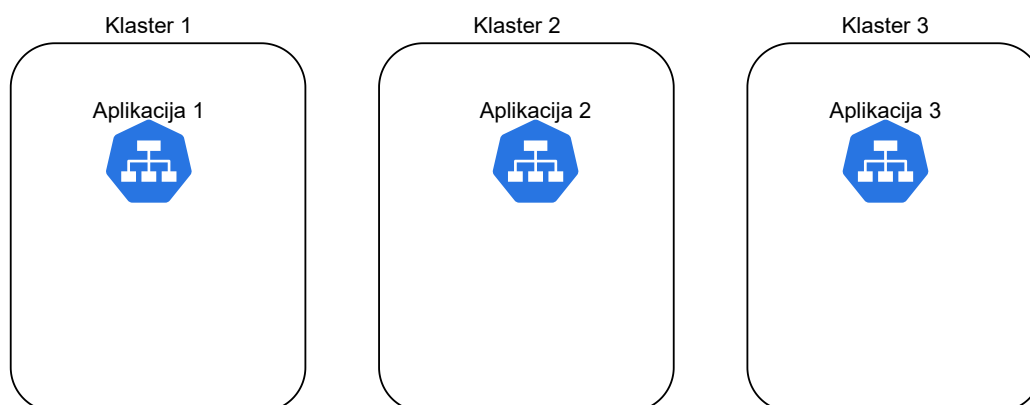 Klaster 1
Klaster 2
Klaster 3
Aplikacija 1
Aplikacija 2
Aplikacija 3